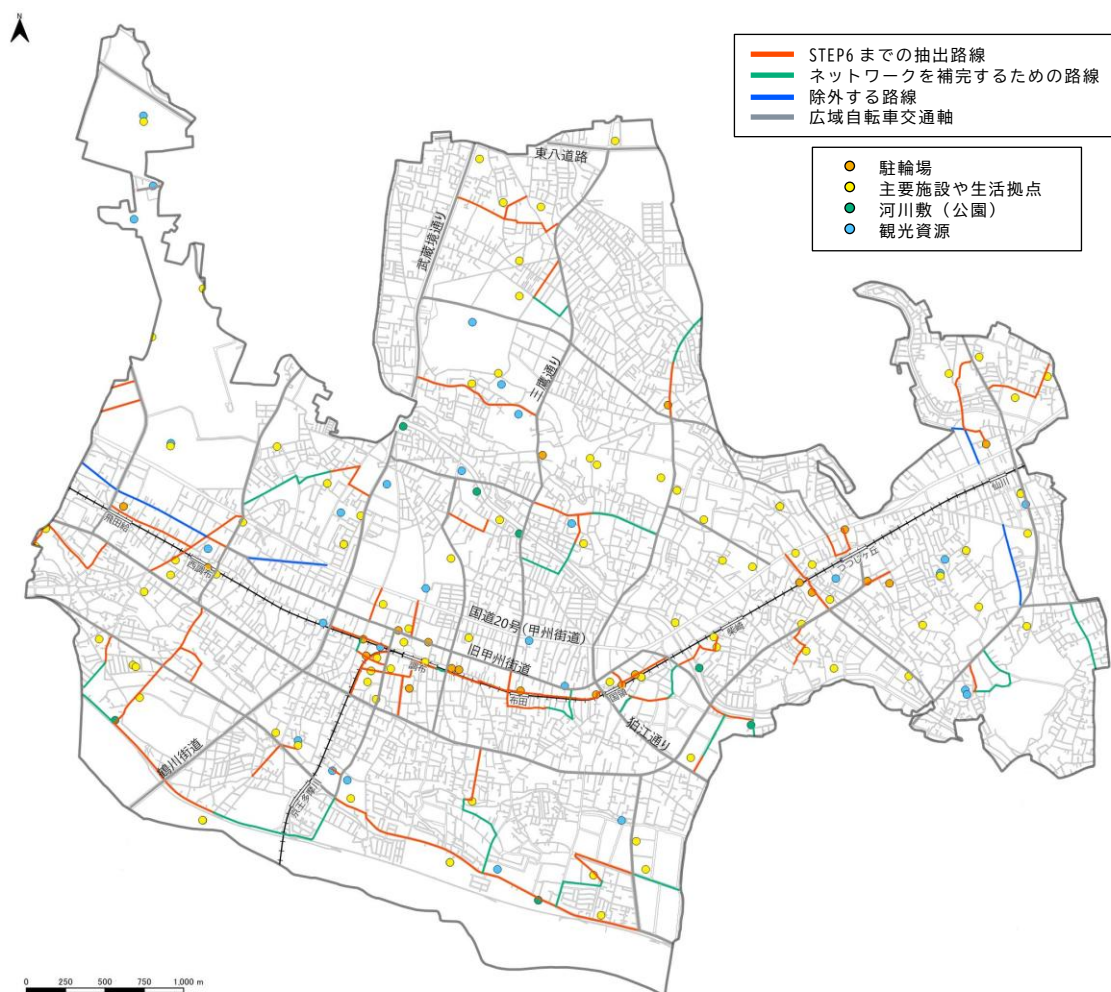 N
STEP6 までの抽出路線
ネットワークを補完するための路線
除外する路線
広域自転車交通軸
駐輪場
主要施設や生活拠点
河川敷（公園）
観光資源
東八道路
武蔵境通り
三鷹通り
仙川
飛田給
つつじヶ丘
西調布
柴崎
国道20号(甲州街道)
旧甲州街道
調布
国領
布田
狛江通り
鶴川街道
京王多摩川
0 250 500 750 1,000 m